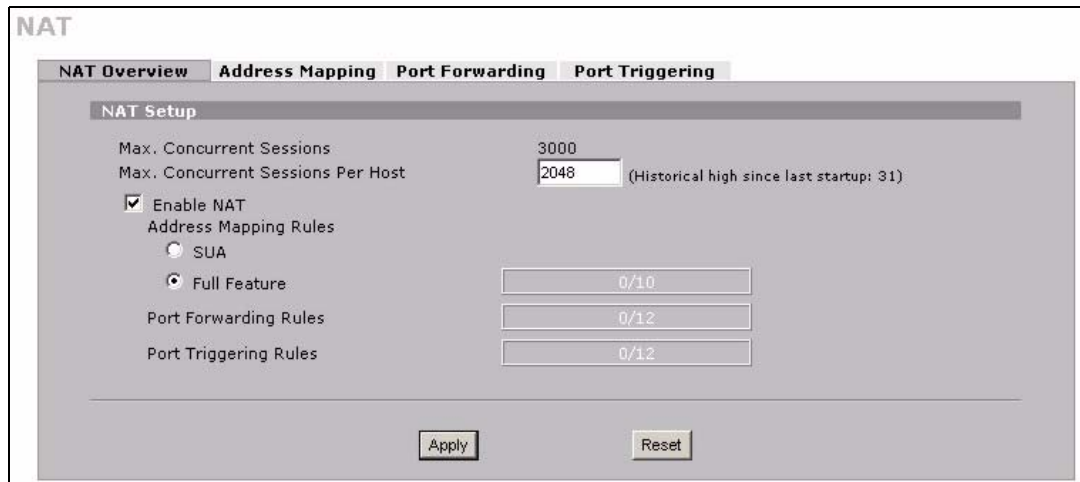 NAT
NAT Overview Address Mapping Port Forwarding Port Triggering
NAT Setup
Max. Concurrent Sessions 3000
Max. Concurrent Sessions Per Host 2048 (Historical high since last startup: 31)
Enable NAT
Address Mapping Rules
SUA
Full Feature 0/10
Port Forwarding Rules 0/12
Port Triggering Rules 0/12
Apply Reset